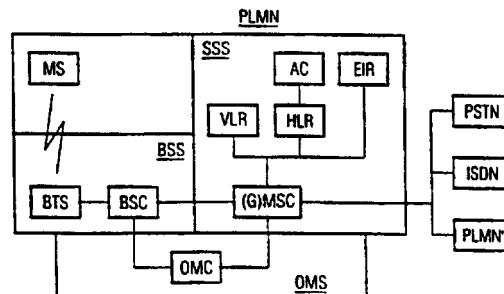 PLMN
SSS
MS
AC
EIR
VLR
HLR
PSTN
BSS
ISDN
BTS
BSC
(G)MSC
PLMN'
OMC
OMS